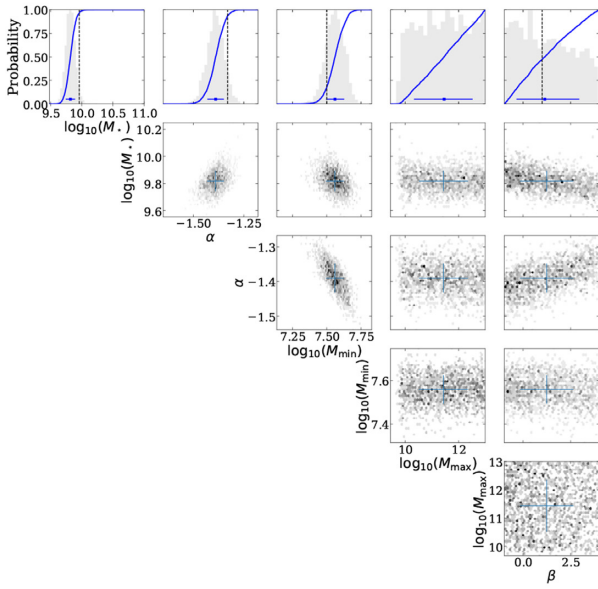 Probability
1.00
0.75
0.50
0.25
0.00
9.5 10.0 10.5 11.0
log₁₀(M⋆)
log₁₀(M⋆)
10.2
10.0
9.8
9.6
−1.50 −1.25
α
α
−1.3
−1.4
−1.5
7.25 7.50 7.75
log₁₀(Mmin)
log₁₀(Mmin)
7.6
7.4
10 12
log₁₀(Mmax)
log₁₀(Mmax)
13
12
11
10
0.0 2.5
β